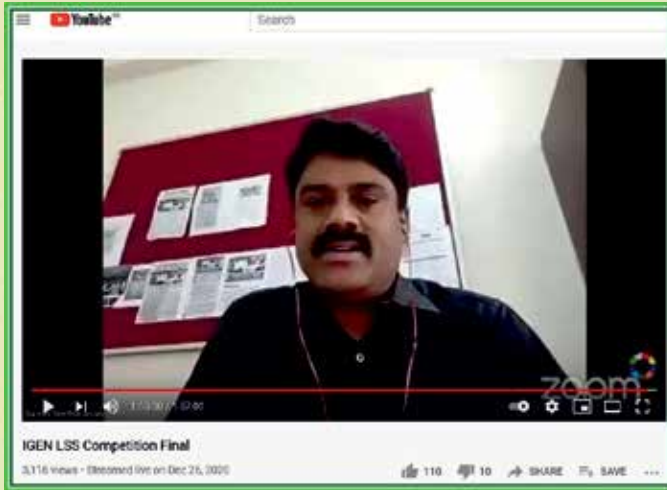 YouTube
Search
zoom
IGEN LSS Competition Final
3,116 views • Streamed live on Dec 26, 2020
110
10
SHARE
SAVE